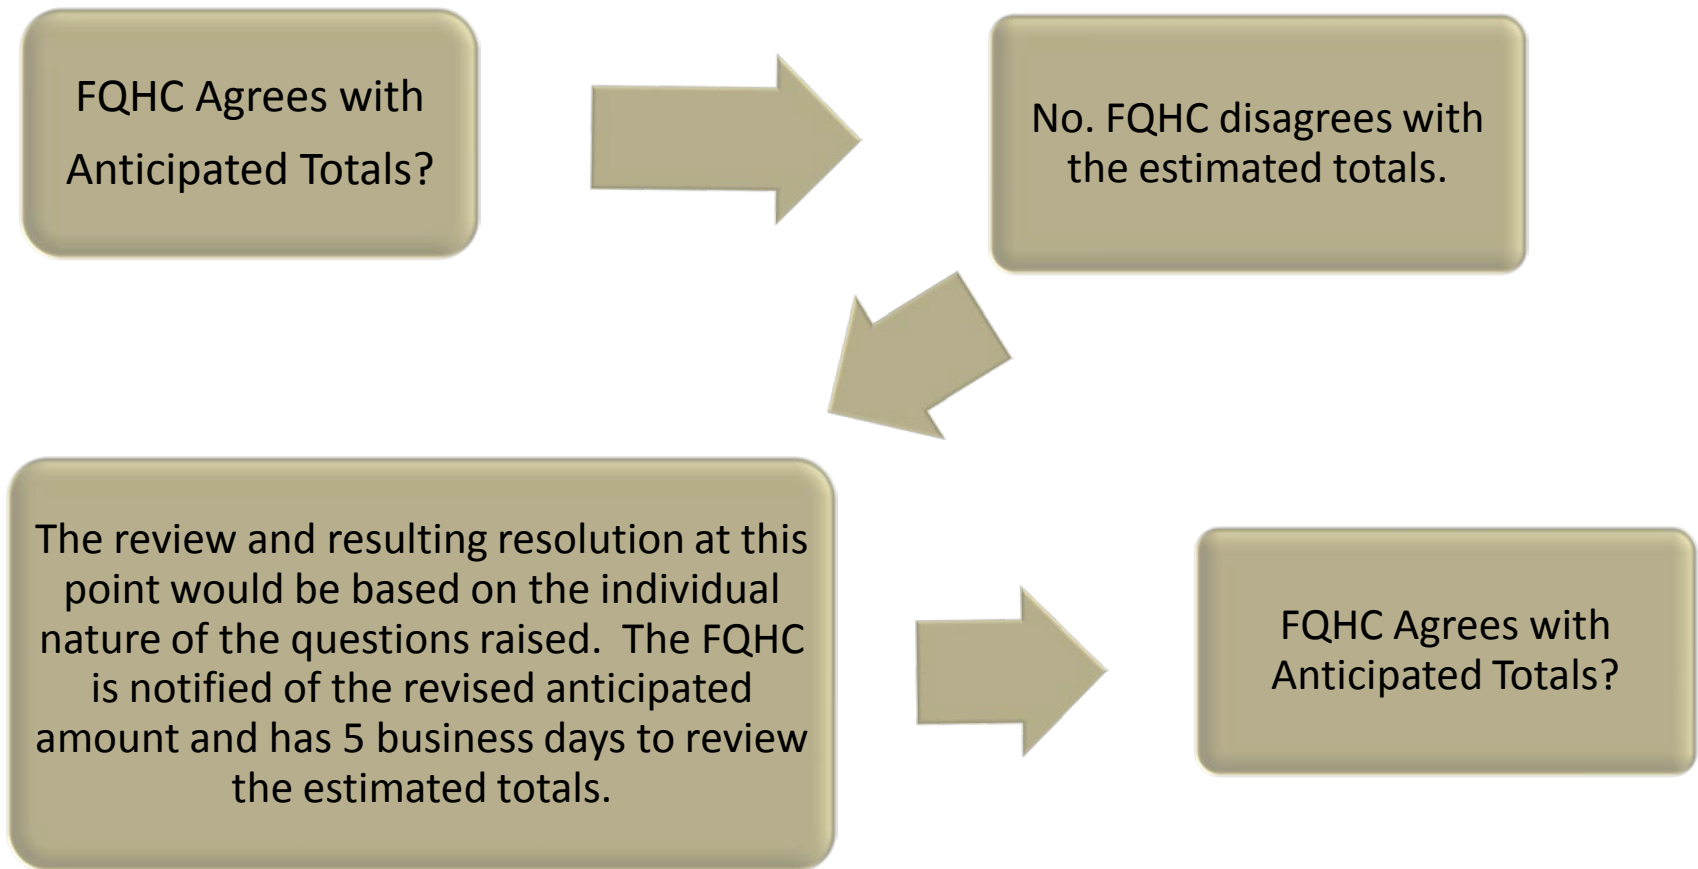 FQHC Agrees with
Anticipated Totals?
No. FQHC disagrees with
the estimated totals.
The review and resulting resolution at this
point would be based on the individual
nature of the questions raised.  The FQHC
is notified of the revised anticipated
amount and has 5 business days to review
the estimated totals.
FQHC Agrees with
Anticipated Totals?